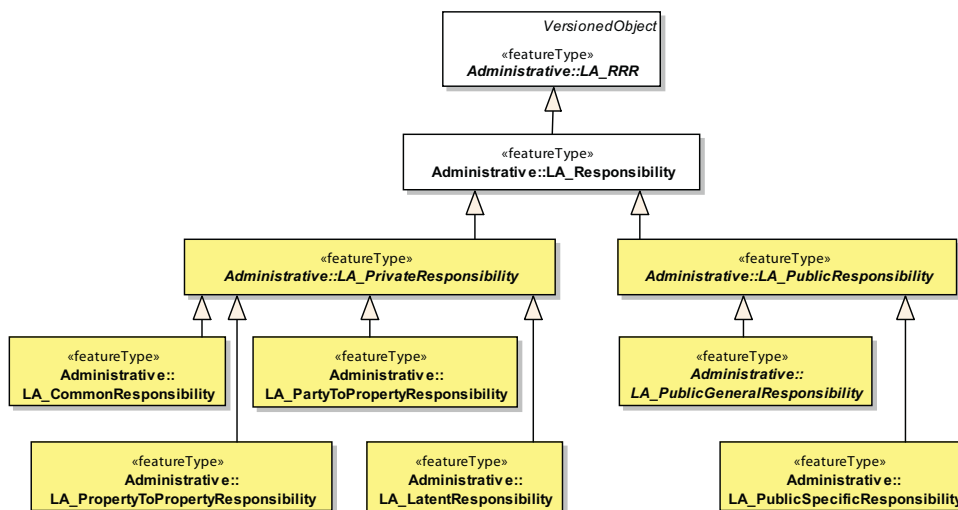 VersionedObject
«featureType»
Administrative::LA_RRR
«featureType»
Administrative::LA_Responsibility
«featureType»
Administrative::LA_PrivateResponsibility
«featureType»
Administrative::LA_PublicResponsibility
«featureType»
Administrative::
LA_CommonResponsibility
«featureType»
Administrative::
LA_PartyToPropertyResponsibility
«featureType»
Administrative::
LA_PublicGeneralResponsibility
«featureType»
Administrative::
LA_PropertyToPropertyResponsibility
«featureType»
Administrative::
LA_LatentResponsibility
«featureType»
Administrative::
LA_PublicSpecificResponsibility